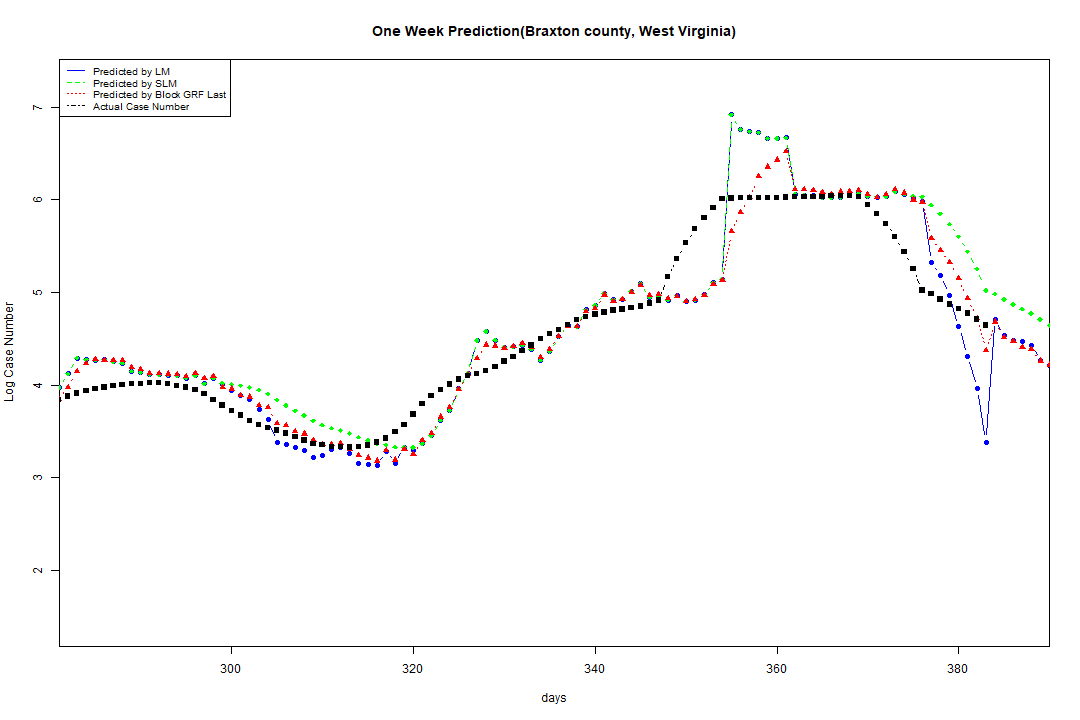 One Week Prediction(Braxton county, West Virginia)
Predicted by LM
Predicted by SLM
Predicted by Block GRF Last
Actual Case Number
7
6
5
4
3
2
Log Case Number
300 320 340 360 380
days